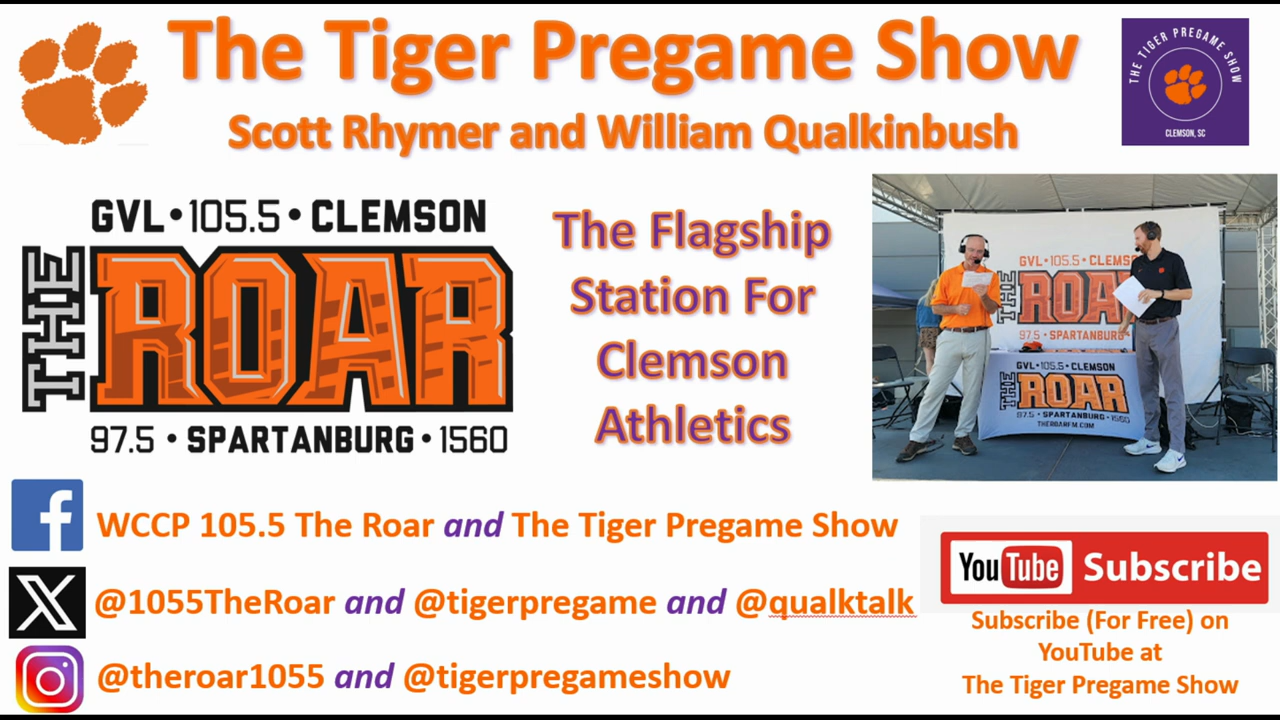 The Tiger Pregame Show
Scott Rhymer and William Qualkinbush
THE TIGER PREGAME SHOW
CLEMSON, SC
GVL • 105.5 • CLEMSON
THE ROAR
97.5 • SPARTANBURG • 1560
The Flagship
Station For
Clemson
Athletics
GVL • 105.5 • CLEMSO
THE ROA
97.5 • SPARTANBURG
GVL • 105.5 • CLEMSON
THE ROAR
97.5 • SPARTANBURG • 1560
THEROARFM.COM
WCCP 105.5 The Roar and The Tiger Pregame Show
@1055TheRoar and @tigerpregame and @qualktalk
@theroar1055 and @tigerpregameshow
YouTube Subscribe
Subscribe (For Free) on
YouTube at
The Tiger Pregame Show